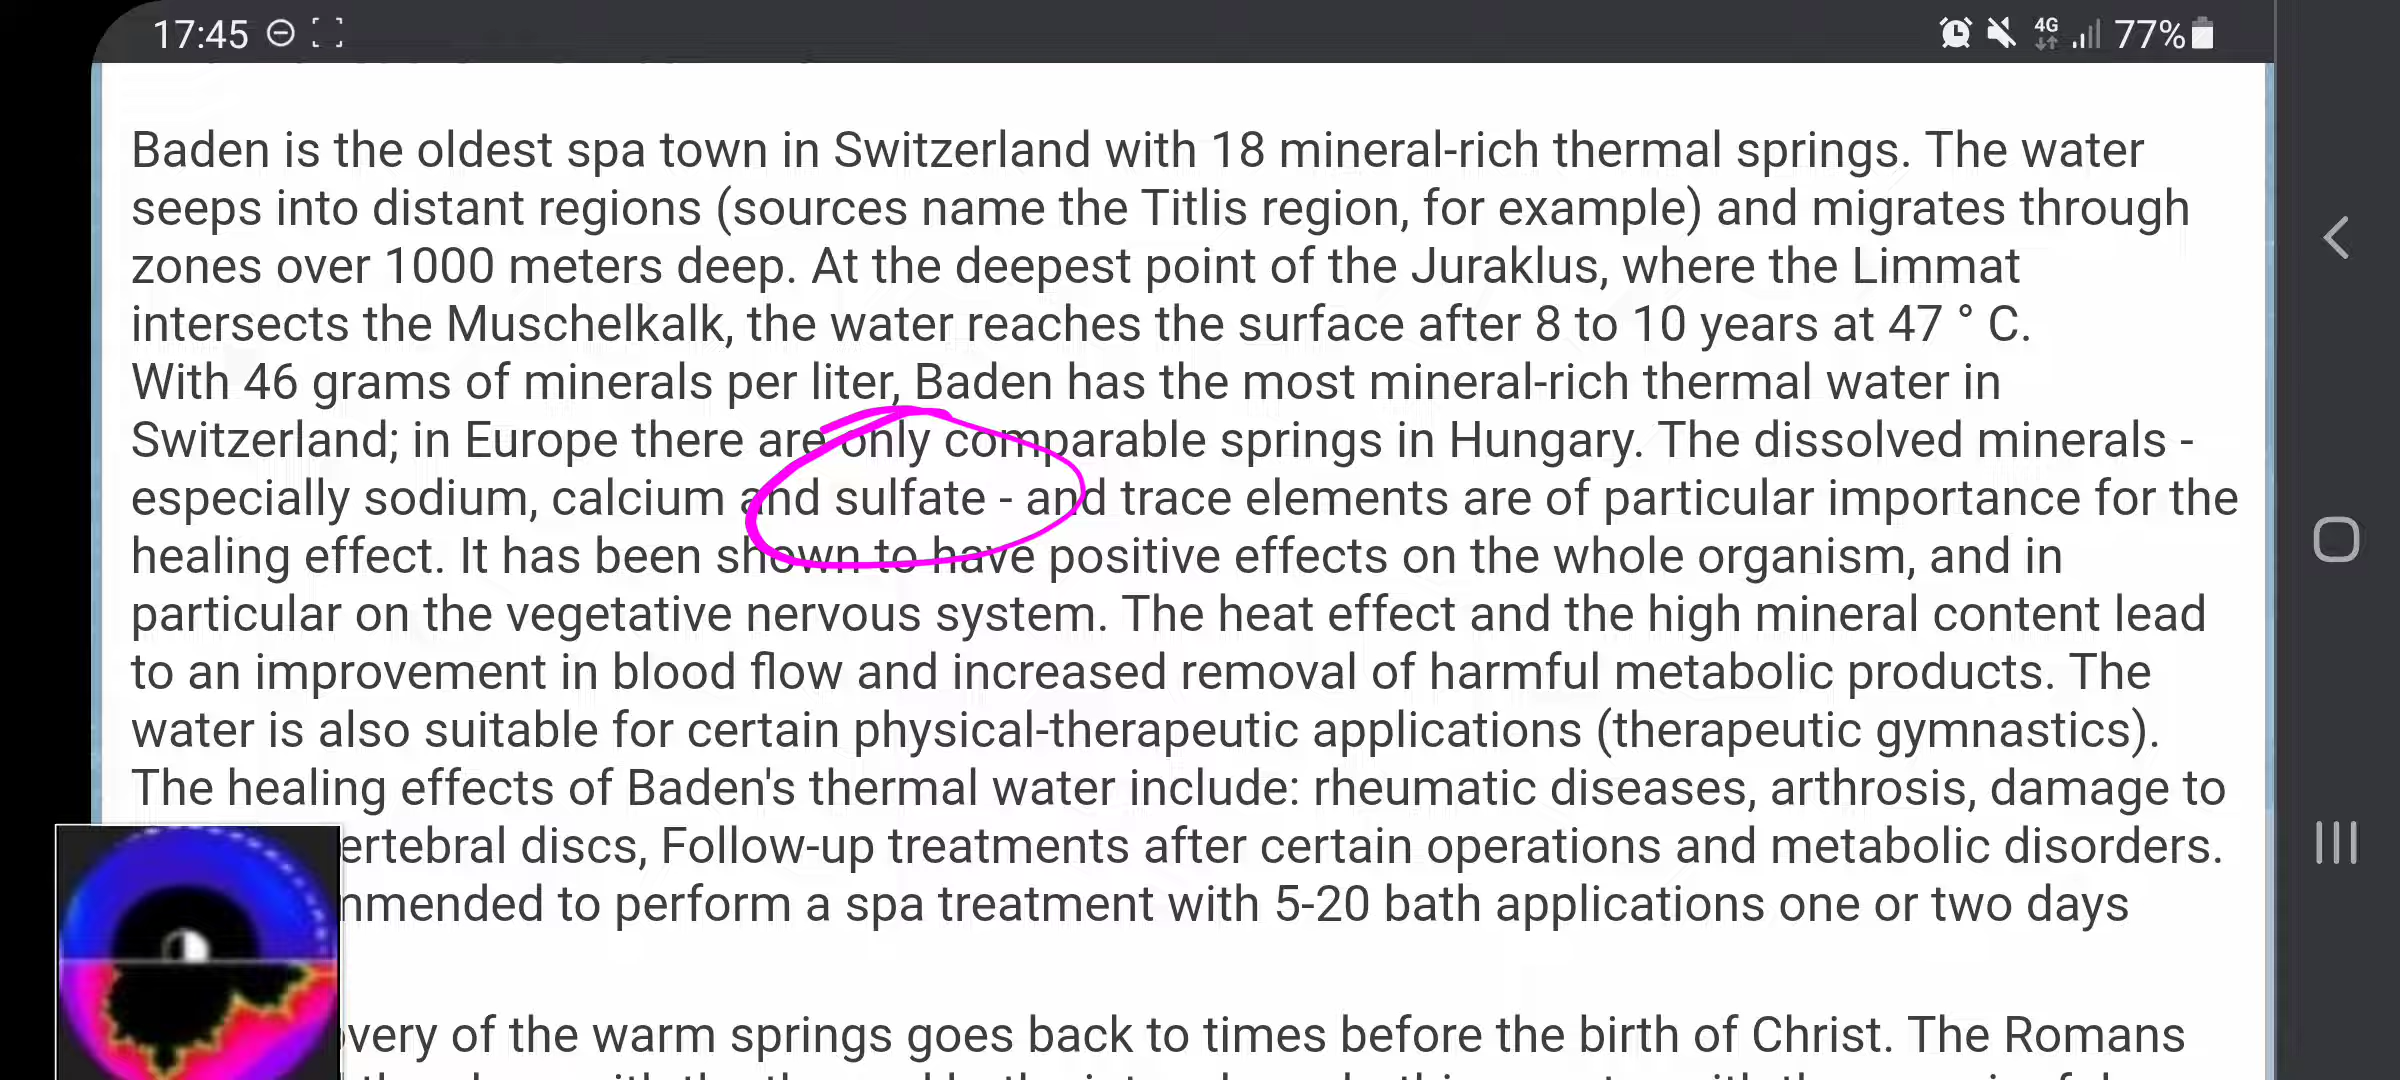 17:45 4G 77%
Baden is the oldest spa town in Switzerland with 18 mineral-rich thermal springs. The water
seeps into distant regions (sources name the Titlis region, for example) and migrates through
zones over 1000 meters deep. At the deepest point of the Juraklus, where the Limmat
intersects the Muschelkalk, the water reaches the surface after 8 to 10 years at 47 ° C.
With 46 grams of minerals per liter, Baden has the most mineral-rich thermal water in
Switzerland; in Europe there are only comparable springs in Hungary. The dissolved minerals -
especially sodium, calcium and sulfate - and trace elements are of particular importance for the
healing effect. It has been shown to have positive effects on the whole organism, and in
particular on the vegetative nervous system. The heat effect and the high mineral content lead
to an improvement in blood flow and increased removal of harmful metabolic products. The
water is also suitable for certain physical-therapeutic applications (therapeutic gymnastics).
The healing effects of Baden's thermal water include: rheumatic diseases, arthrosis, damage to
ertebral discs, Follow-up treatments after certain operations and metabolic disorders.
mmended to perform a spa treatment with 5-20 bath applications one or two days
very of the warm springs goes back to times before the birth of Christ. The Romans